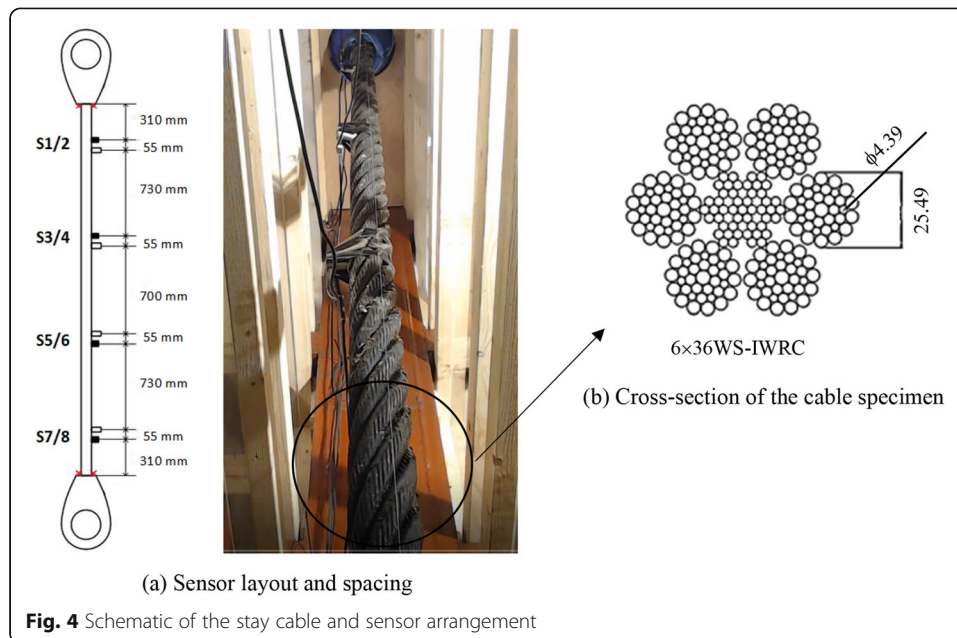 310 mm
S1/2
55 mm
730 mm
S3/4
55 mm
700 mm
S5/6
55 mm
730 mm
S7/8
55 mm
310 mm
ϕ4.39
25.49
6×36WS-IWRC
(b) Cross-section of the cable specimen
(a) Sensor layout and spacing
Fig. 4 Schematic of the stay cable and sensor arrangement